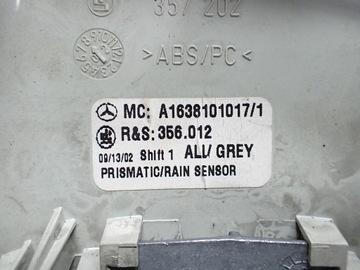 357 202
>ABS/PC<
MC: A1638101017/1
R&S: 356.012
09/13/02 Shift 1 ALL/ GREY
PRISMATIC/RAIN SENSOR